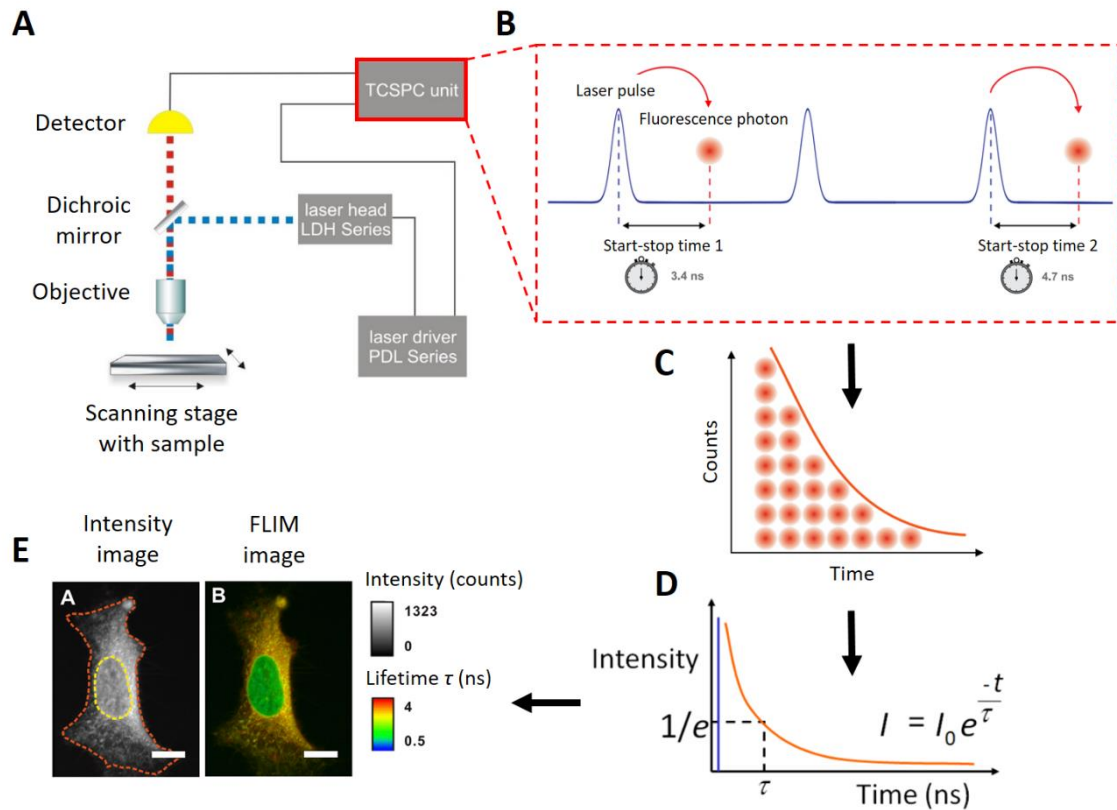 A
TCSPC unit
Detector
Dichroic
mirror
laser head
LDH Series
Objective
laser driver
PDL Series
Scanning stage
with sample
B
Laser pulse
Fluorescence photon
Start-stop time 1
3.4 ns
Start-stop time 2
4.7 ns
C
Counts
Time
D
Intensity
1/e
I = I0 e -t/τ
τ
Time (ns)
E
Intensity
image
FLIM
image
A
B
Intensity (counts)
1323
0
Lifetime τ (ns)
4
0.5